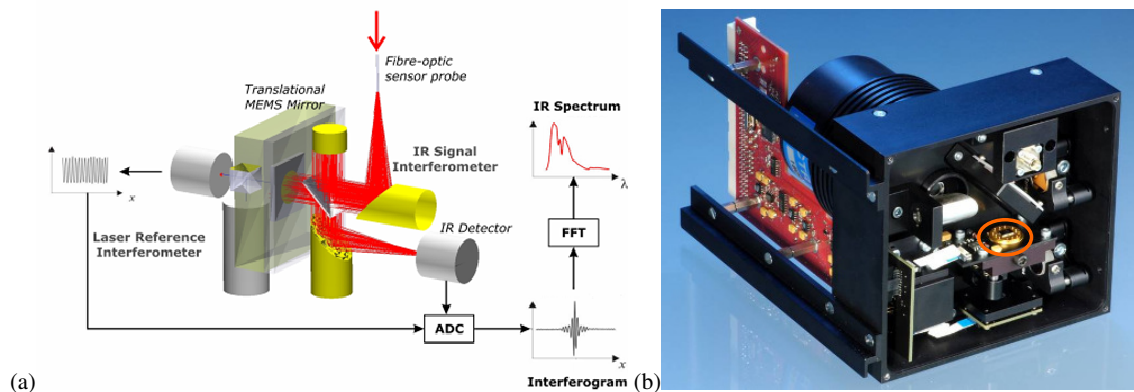 Fibre-optic
sensor probe
Translational
MEMS Mirror
IR Spectrum
IR Signal
Interferometer
λ
x
Laser Reference
Interferometer
IR Detector
FFT
ADC
x
Interferogram
(a)
(b)